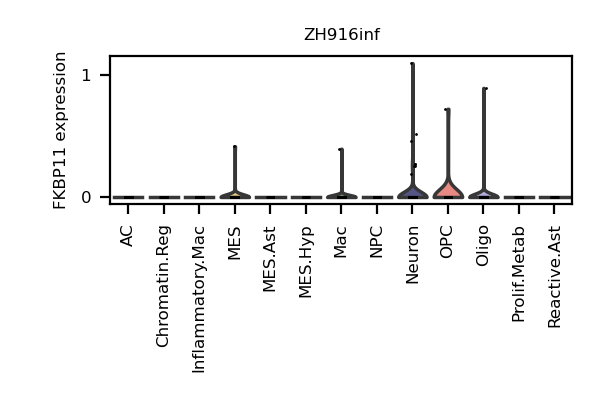 ZH916inf
FKBP11 expression
1
0
AC
Chromatin.Reg
Inflammatory.Mac
MES
MES.Ast
MES.Hyp
Mac
NPC
Neuron
OPC
Oligo
Prolif.Metab
Reactive.Ast